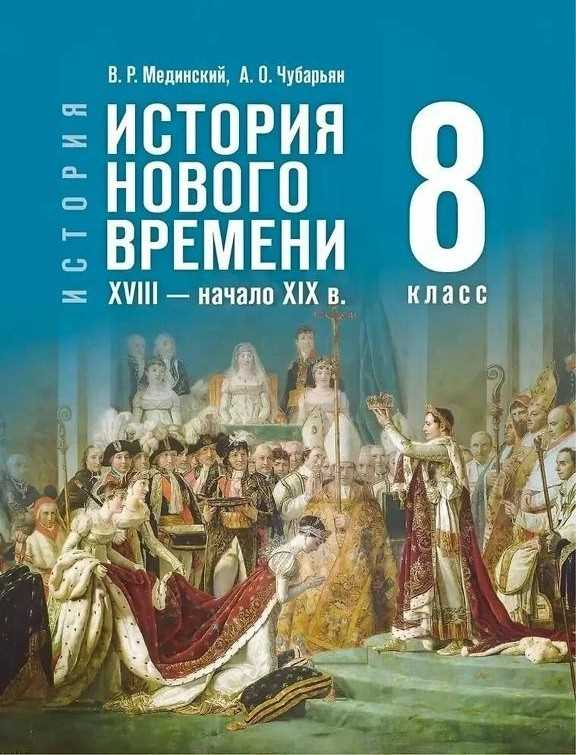 В. Р. Мединский, А. О. Чубарьян
ИСТОРИЯ
ИСТОРИЯ
НОВОГО
ВРЕМЕНИ
XVIII — начало XIX в.
8
класс